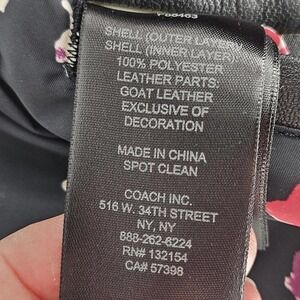 SHELL (OUTER LAYER)
SHELL (INNER LAYER)
100% POLYESTER
LEATHER PARTS:
GOAT LEATHER
EXCLUSIVE OF
DECORATION
MADE IN CHINA
SPOT CLEAN
COACH INC.
516 W. 34TH STREET
NY, NY
888-262-6224
RN# 132154
CA# 57398